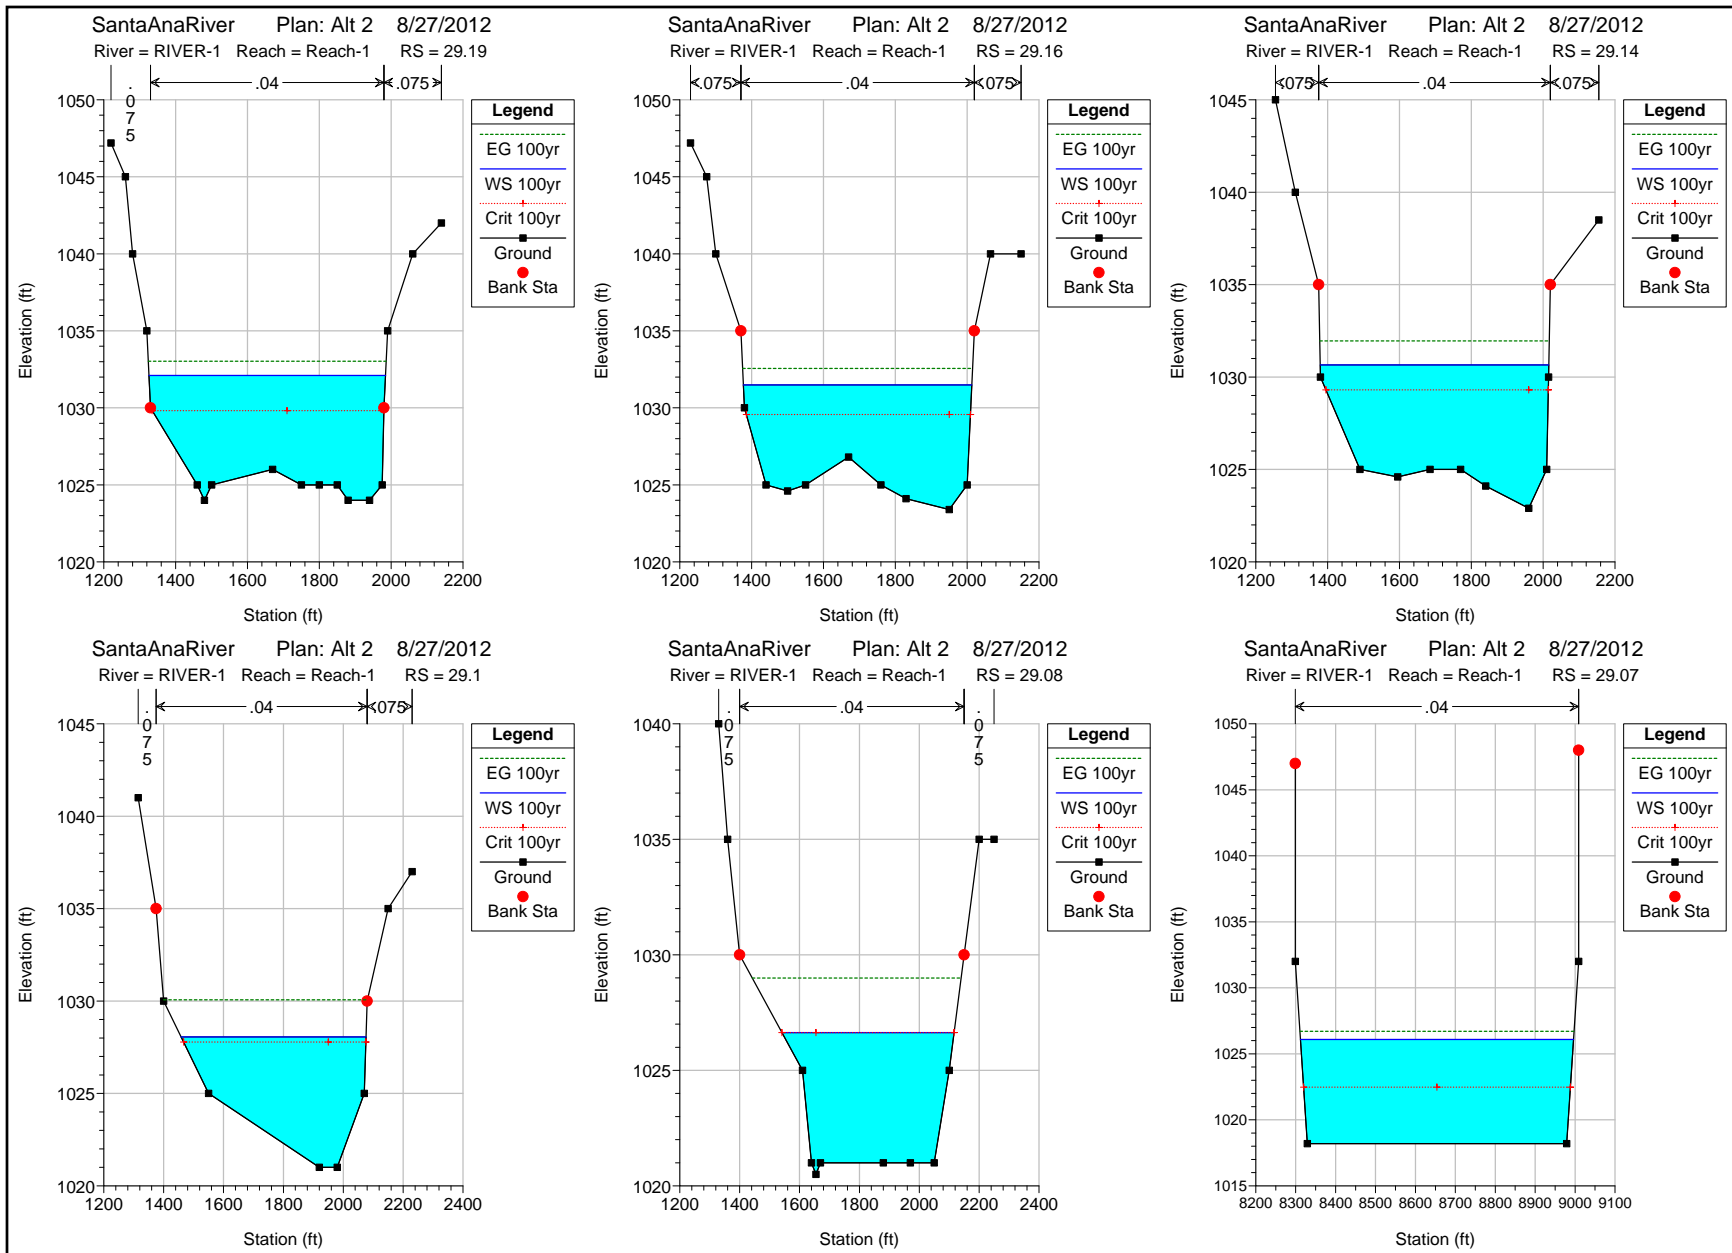 SantaAnaRiver Plan: Alt 2 8/27/2012
River = RIVER-1 Reach = Reach-1 RS = 29.19
.075 .04 .075
Legend
EG 100yr
WS 100yr
Crit 100yr
Ground
Bank Sta
Elevation (ft)
1050
1045
1040
1035
1030
1025
1020
1200 1400 1600 1800 2000 2200
Station (ft)
SantaAnaRiver Plan: Alt 2 8/27/2012
River = RIVER-1 Reach = Reach-1 RS = 29.16
.075 .04 .075
Legend
EG 100yr
WS 100yr
Crit 100yr
Ground
Bank Sta
Elevation (ft)
1050
1045
1040
1035
1030
1025
1020
1200 1400 1600 1800 2000 2200
Station (ft)
SantaAnaRiver Plan: Alt 2 8/27/2012
River = RIVER-1 Reach = Reach-1 RS = 29.14
.075 .04 .075
Legend
EG 100yr
WS 100yr
Crit 100yr
Ground
Bank Sta
Elevation (ft)
1045
1040
1035
1030
1025
1020
1200 1400 1600 1800 2000 2200
Station (ft)
SantaAnaRiver Plan: Alt 2 8/27/2012
River = RIVER-1 Reach = Reach-1 RS = 29.1
.075 .04 .075
Legend
EG 100yr
WS 100yr
Crit 100yr
Ground
Bank Sta
Elevation (ft)
1045
1040
1035
1030
1025
1020
1200 1400 1600 1800 2000 2200 2400
Station (ft)
SantaAnaRiver Plan: Alt 2 8/27/2012
River = RIVER-1 Reach = Reach-1 RS = 29.08
.075 .04 .075
Legend
EG 100yr
WS 100yr
Crit 100yr
Ground
Bank Sta
Elevation (ft)
1040
1035
1030
1025
1020
1200 1400 1600 1800 2000 2200 2400
Station (ft)
SantaAnaRiver Plan: Alt 2 8/27/2012
River = RIVER-1 Reach = Reach-1 RS = 29.07
.04
Legend
EG 100yr
WS 100yr
Crit 100yr
Ground
Bank Sta
Elevation (ft)
1050
1045
1040
1035
1030
1025
1020
1015
8200 8300 8400 8500 8600 8700 8800 8900 9000 9100
Station (ft)